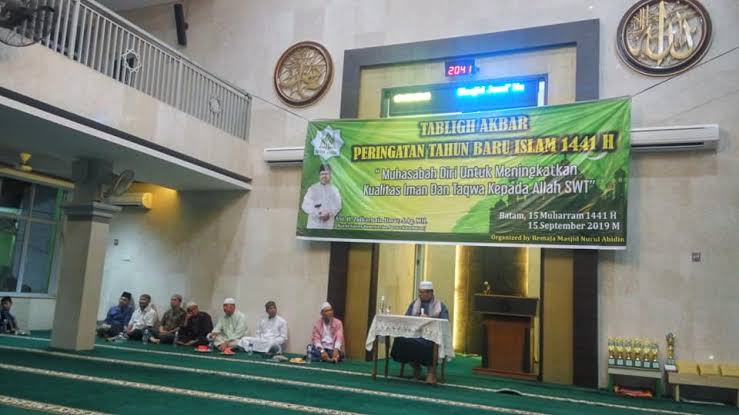 2041
TABLIGH AKBAR
PERINGATAN TAHUN BARU ISLAM 1441 H
" Muhasabah Diri Untuk Meningkatkan
Kualitas Iman Dan Taqwa Kepada Allah SWT"
Batam, 15 Muharram 1441 H
15 September 2019 M
Organized by Remaja Masjid Nurul Abidin
الله